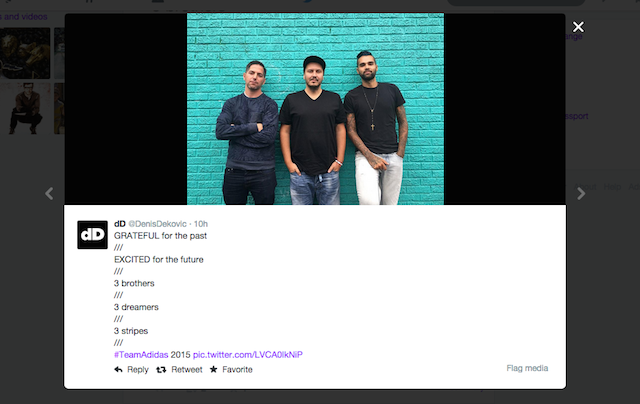 s and videos
dD @DenisDekovic · 10h
GRATEFUL for the past
///
EXCITED for the future
///
3 brothers
///
3 dreamers
///
3 stripes
///
#TeamAdidas 2015 pic.twitter.com/LVCA0lkNiP
Reply Retweet Favorite
Flag media
dD